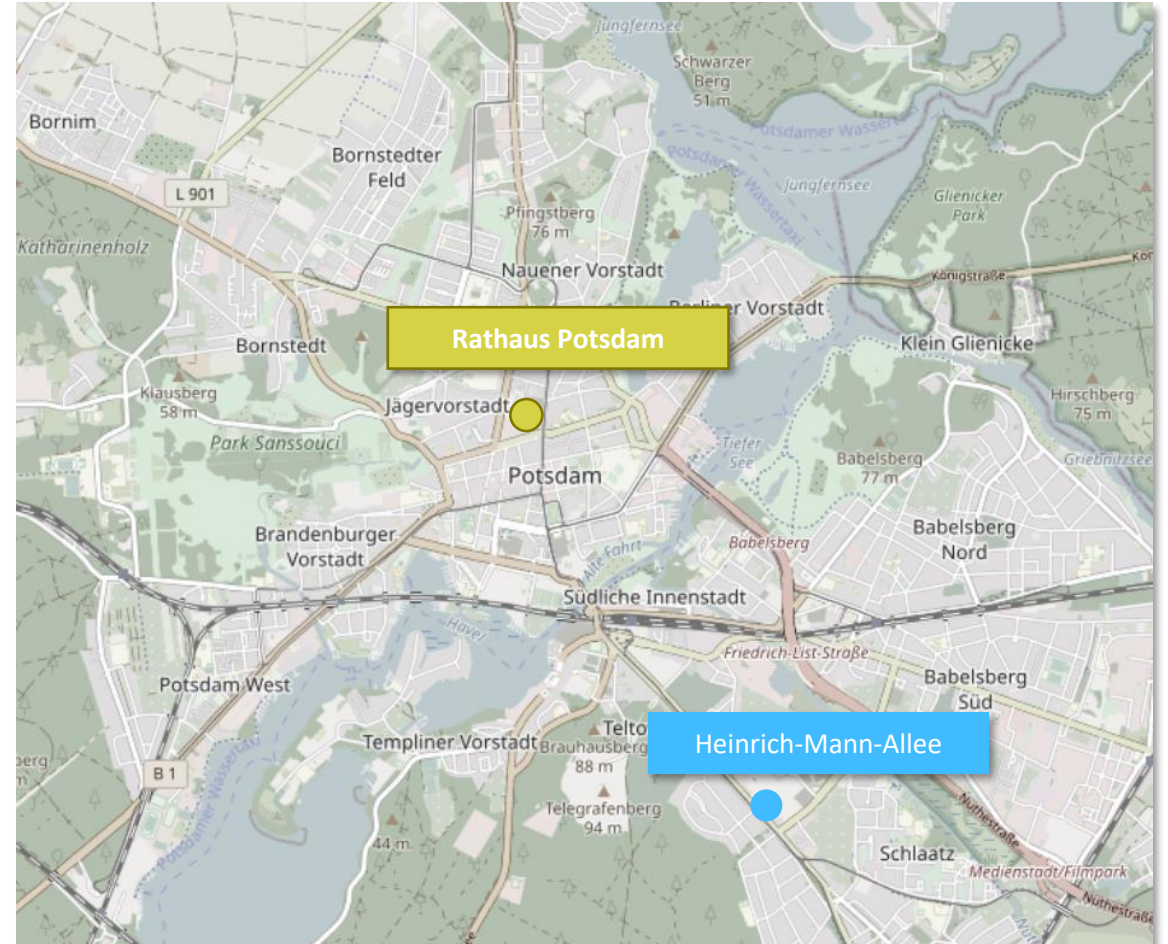 Jungfernsee
Schwarzer
Berg
51 m
Bornim
Potsdamer Wasser
Bornstedter
Feld
Potsdamer Wassertaxi
Jungfernsee
L 901
Glienicker
Park
Pfingstberg
76 m
Katharinenholz
Nauener Vorstadt
Königstraße
Rathaus Potsdam
Berliner Vorstadt
Bornstedt
Klein Glienicke
Klausberg
58 m
Jägervorstadt
Hirschberg
75 m
Park Sanssouci
Tiefer
See
Babelsberg
77 m
Griebnitzsee
Potsdam
Brandenburger
Vorstadt
Alte Fahrt
Babelsberg
Babelsberg
Nord
Südliche Innenstadt
Havel
Friedrich-List-Straße
Potsdam West
Babelsberg
Süd
Templiner Vorstadt
Brauhausberg
88 m
Telto
Heinrich-Mann-Allee
B 1
Potsdamer Wassertaxi
Telegrafenberg
94 m
44 m
Nuthestraße
Schlaatz
Medienstadt/Filmpark
Nuthestraße